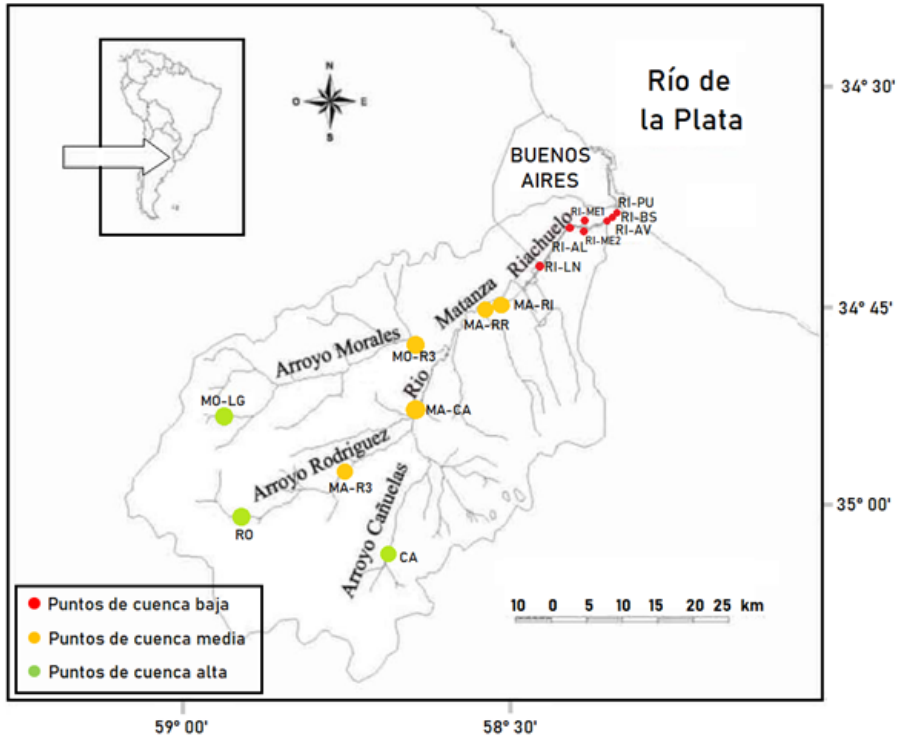 N
O
E
S
Río de
la Plata
34° 30'
BUENOS
AIRES
RI-PU
RI-ME1
RI-BS
RI-AV
RI-ME2
RI-AL
Riachuelo
RI-LN
Matanza
MA-RI
34° 45'
MA-RR
Arroyo Morales
MO-R3
Rio
MO-LG
MA-CA
Arroyo Rodriguez
MA-R3
Arroyo Cañuelas
35° 00'
RO
CA
Puntos de cuenca baja
Puntos de cuenca media
Puntos de cuenca alta
10 0 5 10 15 20 25 km
59° 00'
58° 30'